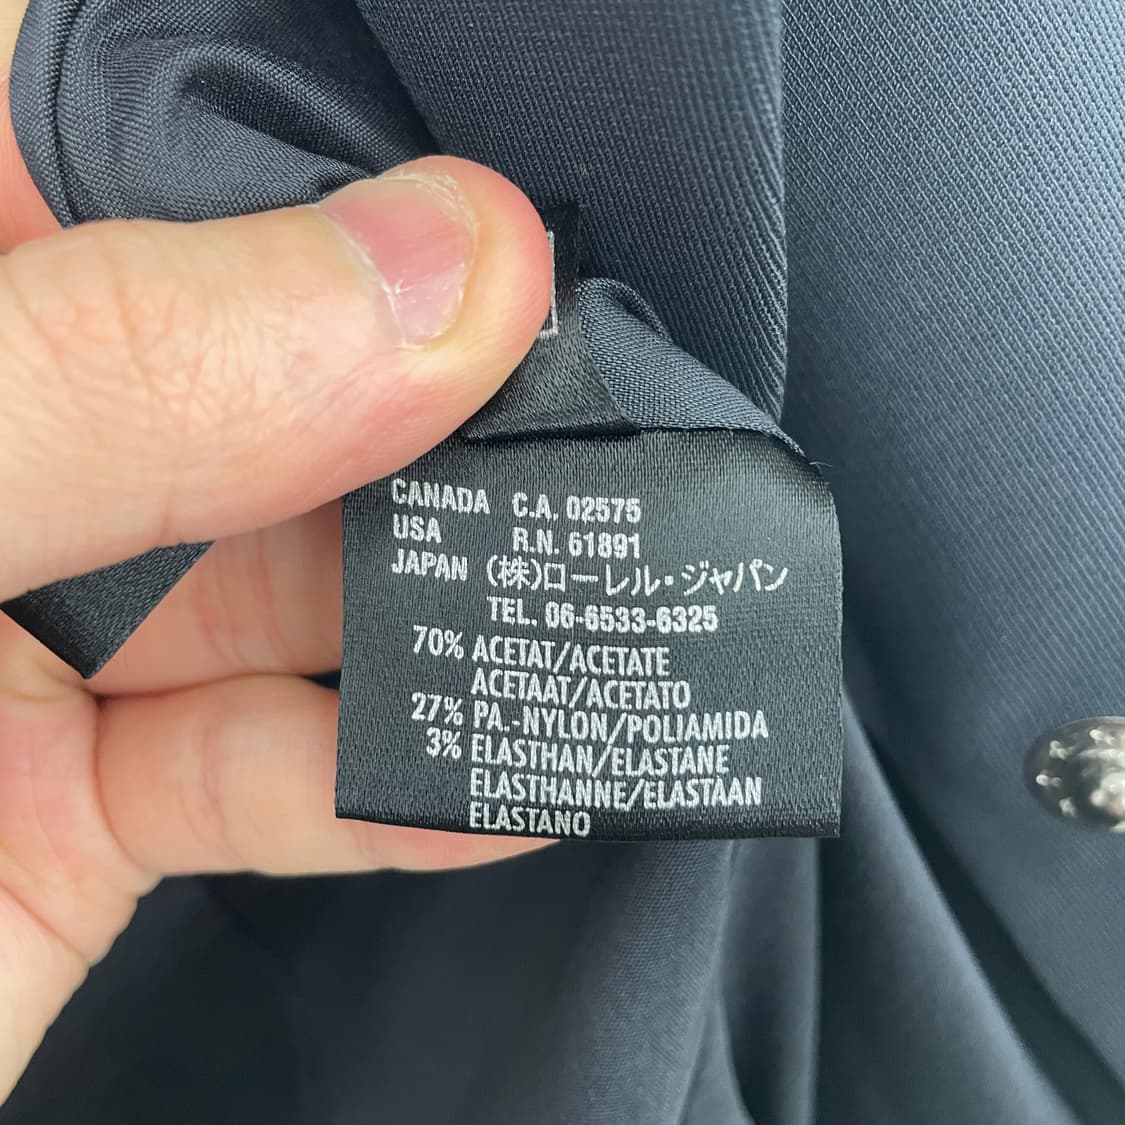 CANADA C.A. 02575
USA R.N. 61891
JAPAN (株)ローレル・ジャパン
TEL. 06-6533-6325
70% ACETAT/ACETATE
ACETAAT/ACETATO
27% PA.-NYLON/POLIAMIDA
3% ELASTHAN/ELASTANE
ELASTHANNE/ELASTAAN
ELASTANO